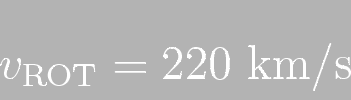 v_ROT = 220 km/s